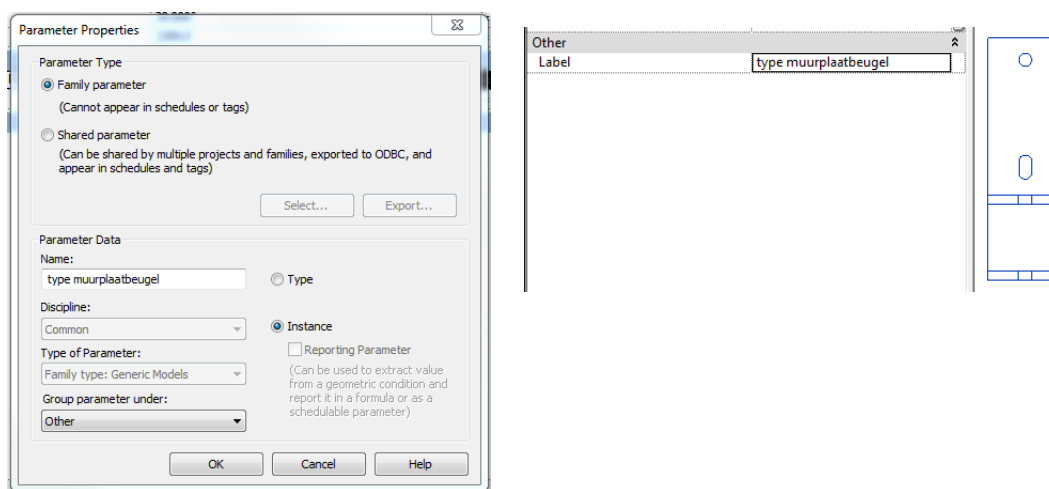 Parameter Properties
Parameter Type
Family parameter
(Cannot appear in schedules or tags)
Shared parameter
(Can be shared by multiple projects and families, exported to ODBC, and
appear in schedules and tags)
Select...
Export...
Parameter Data
Name:
type muurplaatbeugel
Type
Discipline:
Common
Instance
Type of Parameter:
Reporting Parameter
Family type: Generic Models
(Can be used to extract value
from a geometric condition and
report it in a formula or as a
schedulable parameter)
Group parameter under:
Other
OK
Cancel
Help
Other
Label
type muurplaatbeugel